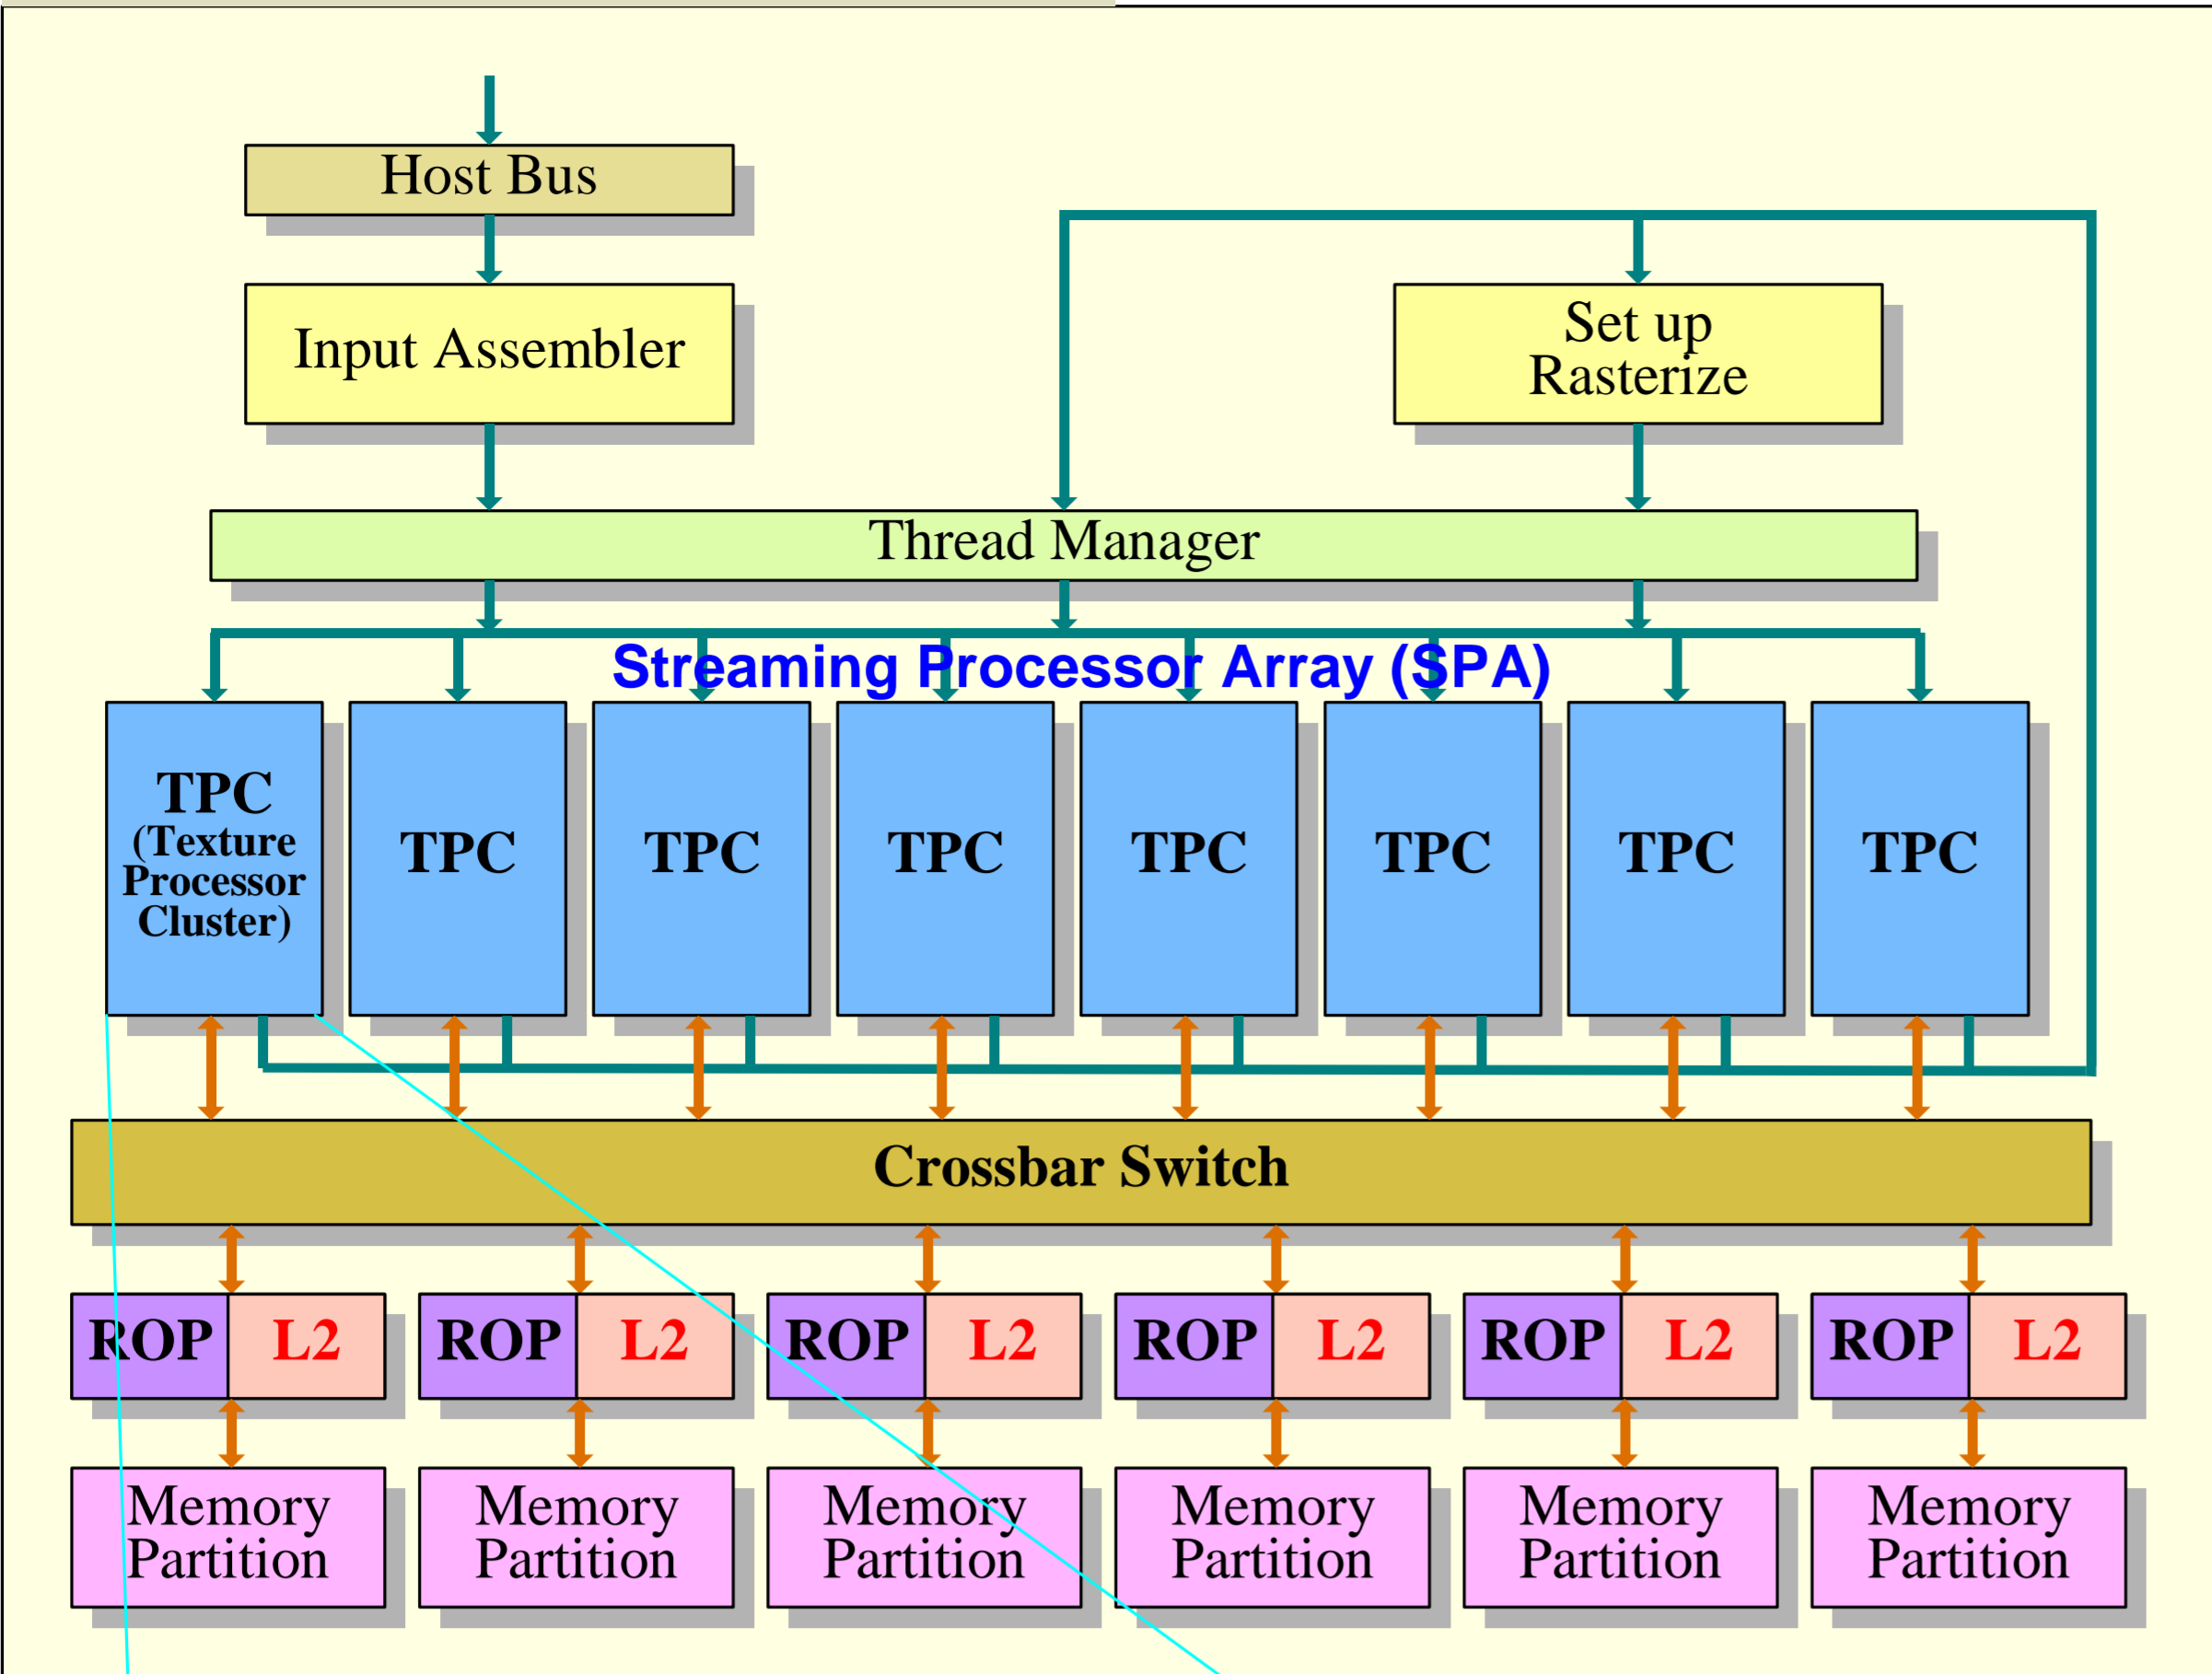 Host Bus
Input Assembler
Set up
Rasterize
Thread Manager
Streaming Processor Array (SPA)
TPC
(Texture
Processor
Cluster)
TPC
TPC
TPC
TPC
TPC
TPC
TPC
Crossbar Switch
ROP L2
ROP L2
ROP L2
ROP L2
ROP L2
ROP L2
Memory
Partition
Memory
Partition
Memory
Partition
Memory
Partition
Memory
Partition
Memory
Partition